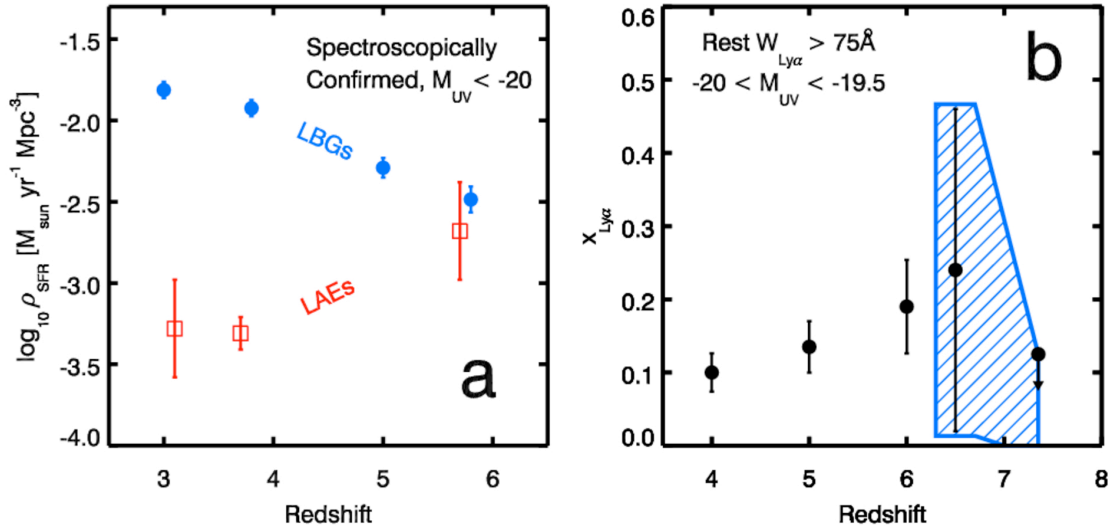 -1.5
-2.0
-2.5
-3.0
-3.5
-4.0
log10 ρSFR [Msun yr-1 Mpc-3]
Spectroscopically
Confirmed, MUV < -20
LBGs
LAEs
a
3 4 5 6
Redshift
0.6
0.5
0.4
0.3
0.2
0.1
0.0
xLyα
Rest WLyα > 75Å
-20 < MUV < -19.5
b
4 5 6 7 8
Redshift